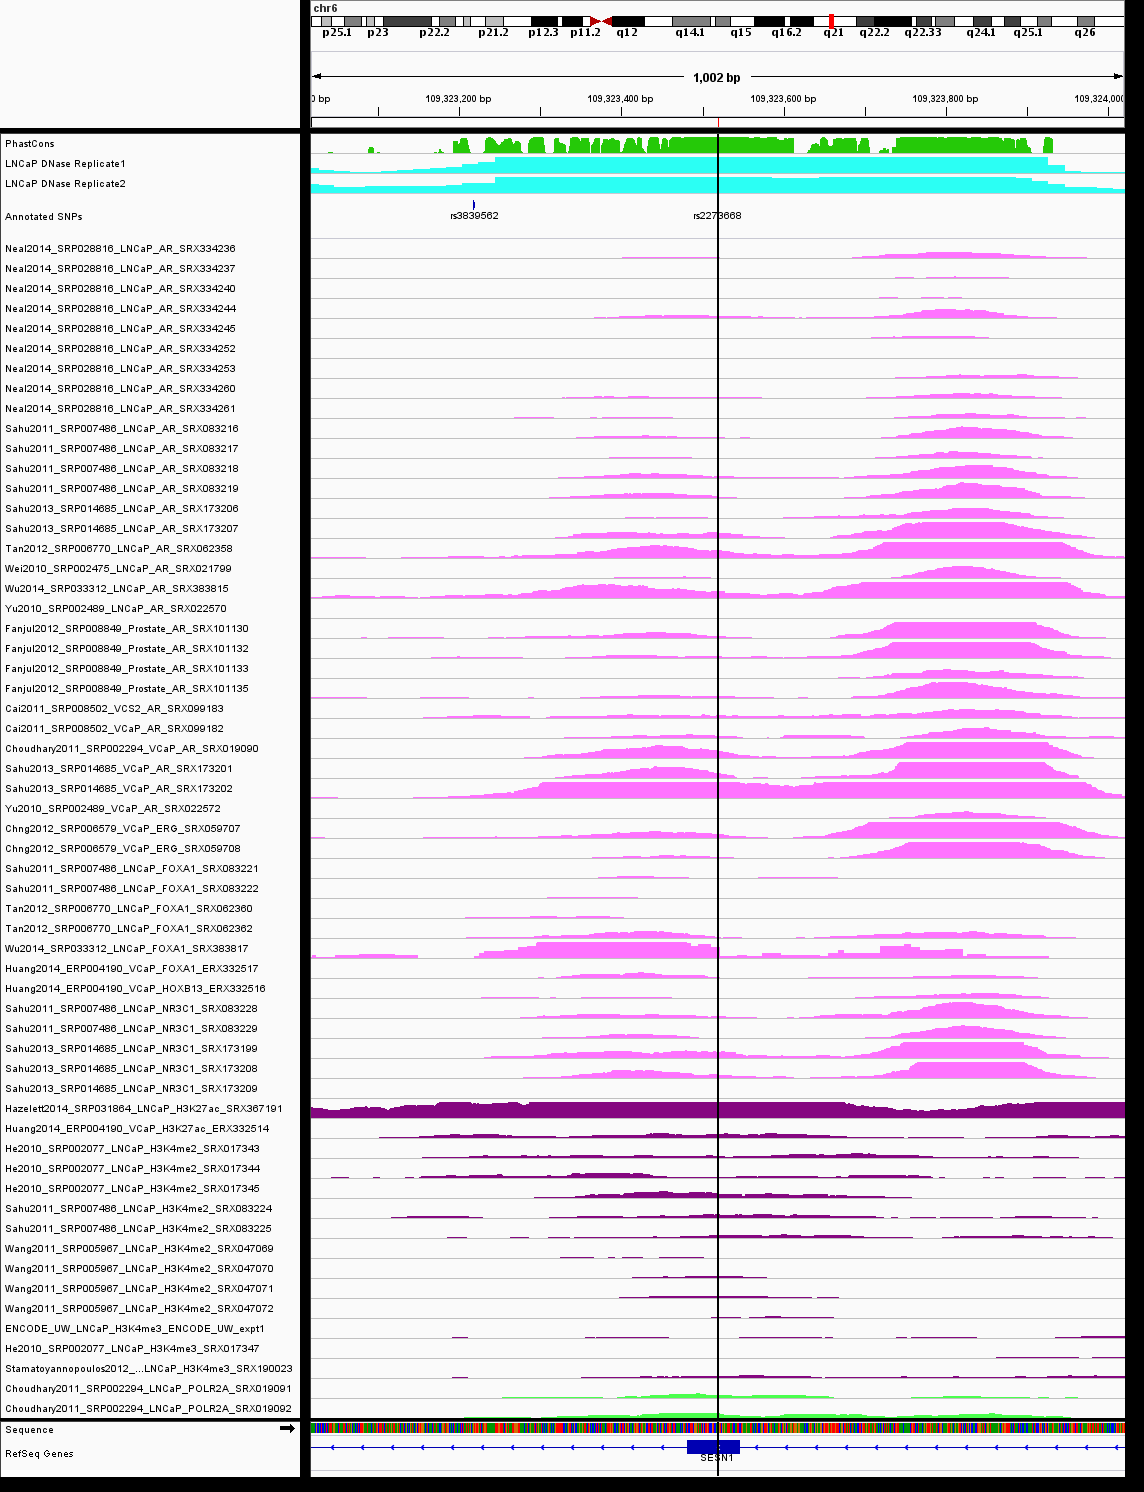 chr6
p25.1 p23 p22.2 p21.2 p12.3 p11.2 q12 q14.1 q15 q16.2 q21 q22.2 q22.33 q24.1 q25.1 q26
1,002 bp
0 bp 109,323,200 bp 109,323,400 bp 109,323,600 bp 109,323,800 bp 109,324,00
PhastCons
LNCaP DNase Replicate1
LNCaP DNase Replicate2
Annotated SNPs rs3839562 rs2273668
Neal2014_SRP028816_LNCaP_AR_SRX334236
Neal2014_SRP028816_LNCaP_AR_SRX334237
Neal2014_SRP028816_LNCaP_AR_SRX334240
Neal2014_SRP028816_LNCaP_AR_SRX334244
Neal2014_SRP028816_LNCaP_AR_SRX334245
Neal2014_SRP028816_LNCaP_AR_SRX334252
Neal2014_SRP028816_LNCaP_AR_SRX334253
Neal2014_SRP028816_LNCaP_AR_SRX334260
Neal2014_SRP028816_LNCaP_AR_SRX334261
Sahu2011_SRP007486_LNCaP_AR_SRX083216
Sahu2011_SRP007486_LNCaP_AR_SRX083217
Sahu2011_SRP007486_LNCaP_AR_SRX083218
Sahu2011_SRP007486_LNCaP_AR_SRX083219
Sahu2013_SRP014685_LNCaP_AR_SRX173206
Sahu2013_SRP014685_LNCaP_AR_SRX173207
Tan2012_SRP006770_LNCaP_AR_SRX062358
Wei2010_SRP002475_LNCaP_AR_SRX021799
Wu2014_SRP033312_LNCaP_AR_SRX383815
Yu2010_SRP002489_LNCaP_AR_SRX022570
Fanjul2012_SRP008849_Prostate_AR_SRX101130
Fanjul2012_SRP008849_Prostate_AR_SRX101132
Fanjul2012_SRP008849_Prostate_AR_SRX101133
Fanjul2012_SRP008849_Prostate_AR_SRX101135
Cai2011_SRP008502_VCS2_AR_SRX099183
Cai2011_SRP008502_VCaP_AR_SRX099182
Choudhary2011_SRP002294_VCaP_AR_SRX019090
Sahu2013_SRP014685_VCaP_AR_SRX173201
Sahu2013_SRP014685_VCaP_AR_SRX173202
Yu2010_SRP002489_VCaP_AR_SRX022572
Chng2012_SRP006579_VCaP_ERG_SRX059707
Chng2012_SRP006579_VCaP_ERG_SRX059708
Sahu2011_SRP007486_LNCaP_FOXA1_SRX083221
Sahu2011_SRP007486_LNCaP_FOXA1_SRX083222
Tan2012_SRP006770_LNCaP_FOXA1_SRX062360
Tan2012_SRP006770_LNCaP_FOXA1_SRX062362
Wu2014_SRP033312_LNCaP_FOXA1_SRX383817
Huang2014_ERP004190_VCaP_FOXA1_ERX332517
Huang2014_ERP004190_VCaP_HOXB13_ERX332516
Sahu2011_SRP007486_LNCaP_NR3C1_SRX083228
Sahu2011_SRP007486_LNCaP_NR3C1_SRX083229
Sahu2013_SRP014685_LNCaP_NR3C1_SRX173199
Sahu2013_SRP014685_LNCaP_NR3C1_SRX173208
Sahu2013_SRP014685_LNCaP_NR3C1_SRX173209
Hazelett2014_SRP031864_LNCaP_H3K27ac_SRX367191
Huang2014_ERP004190_VCaP_H3K27ac_ERX332514
He2010_SRP002077_LNCaP_H3K4me2_SRX017343
He2010_SRP002077_LNCaP_H3K4me2_SRX017344
He2010_SRP002077_LNCaP_H3K4me2_SRX017345
Sahu2011_SRP007486_LNCaP_H3K4me2_SRX083224
Sahu2011_SRP007486_LNCaP_H3K4me2_SRX083225
Wang2011_SRP005967_LNCaP_H3K4me2_SRX047069
Wang2011_SRP005967_LNCaP_H3K4me2_SRX047070
Wang2011_SRP005967_LNCaP_H3K4me2_SRX047071
Wang2011_SRP005967_LNCaP_H3K4me2_SRX047072
ENCODE_UW_LNCaP_H3K4me3_ENCODE_UW_expt1
He2010_SRP002077_LNCaP_H3K4me3_SRX017347
Stamatoyannopoulos2012_...LNCaP_H3K4me3_SRX190023
Choudhary2011_SRP002294_LNCaP_POLR2A_SRX019091
Choudhary2011_SRP002294_LNCaP_POLR2A_SRX019092
Sequence
RefSeq Genes SESN1